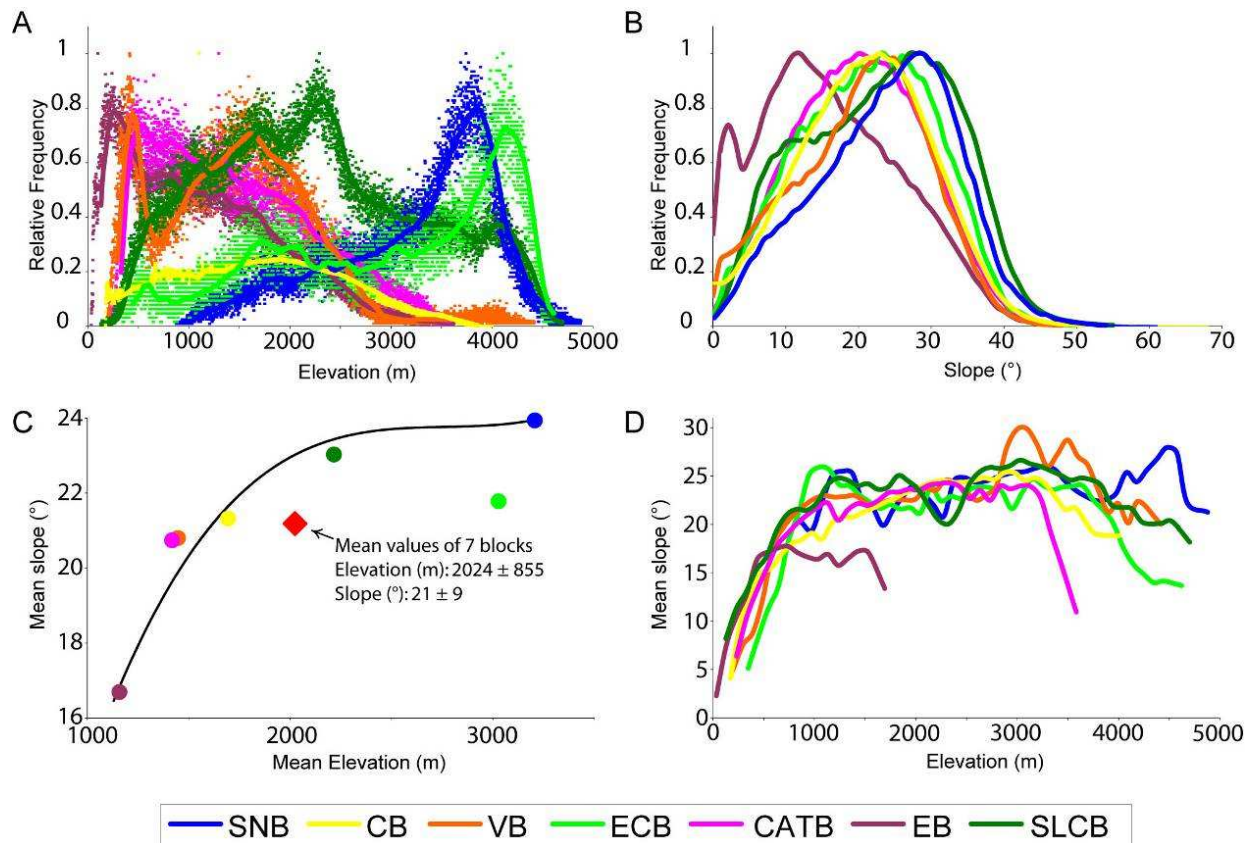 A
Relative Frequency
1
0.8
0.6
0.4
0.2
0
0 1000 2000 3000 4000 5000
Elevation (m)
B
Relative Frequency
1
0.8
0.6
0.4
0.2
0
0 10 20 30 40 50 60 70
Slope (°)
C
Mean slope (°)
24
22
20
18
16
1000 2000 3000
Mean Elevation (m)
Mean values of 7 blocks
Elevation (m): 2024 ± 855
Slope (°): 21 ± 9
D
Mean slope (°)
30
25
20
15
10
5
0
0 1000 2000 3000 4000 5000
Elevation (m)
SNB CB VB ECB CATB EB SLCB